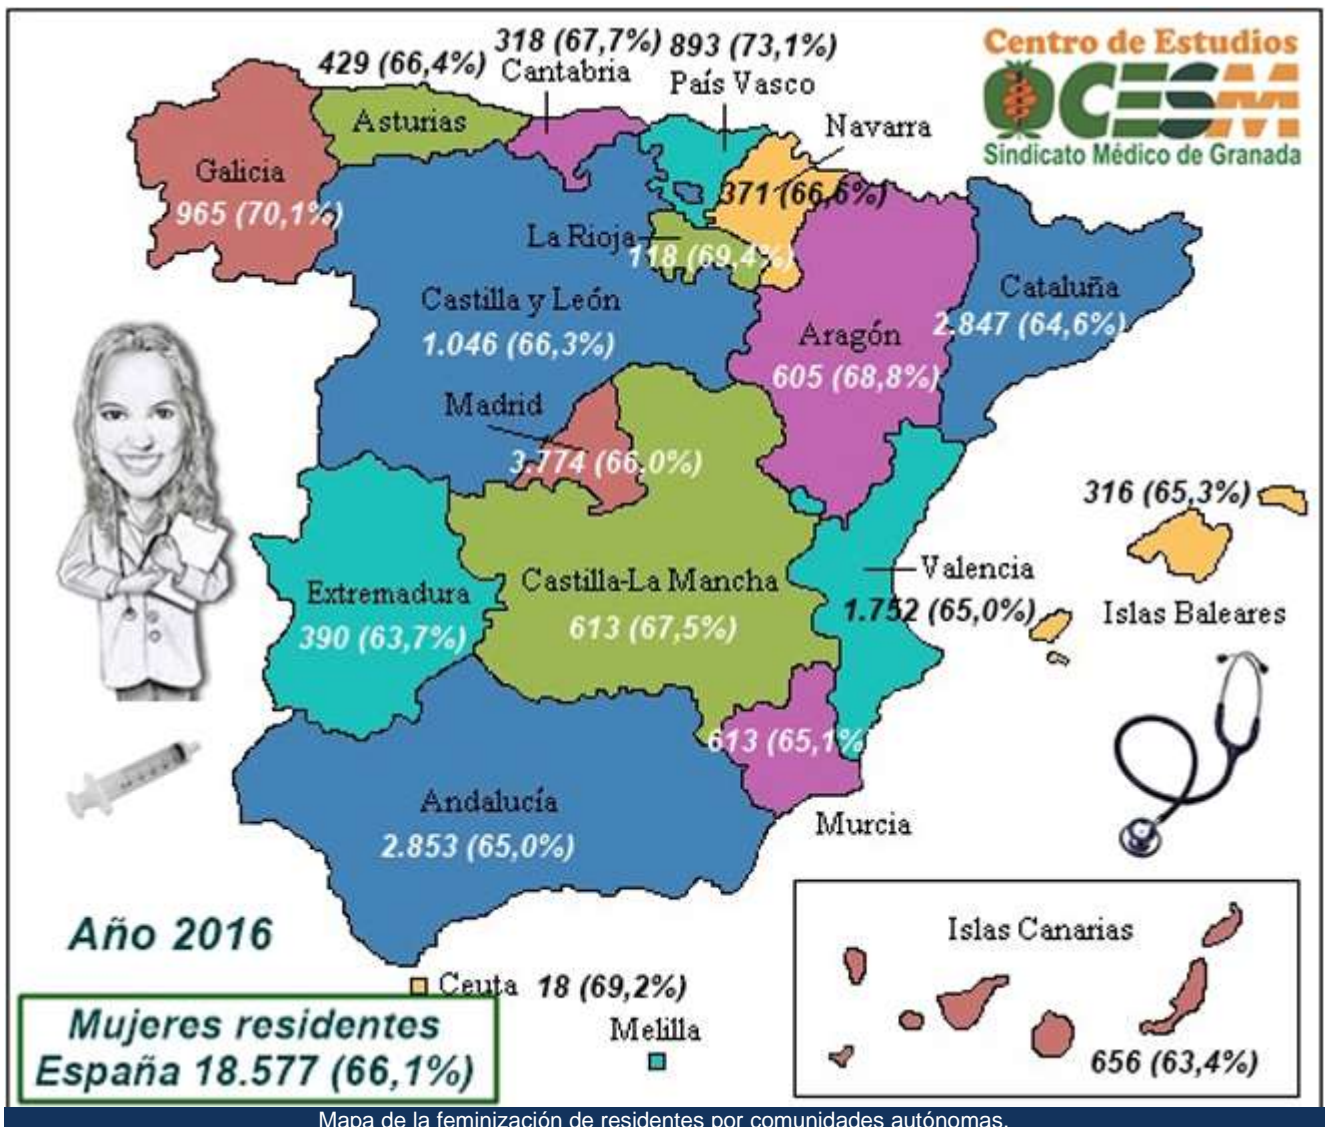 318 (67,7%) 893 (73,1%)
429 (66,4%)
Cantabria
País Vasco
Centro de Estudios
CESM
Sindicato Médico de Granada
Asturias
Navarra
Galicia
965 (70,1%)
371 (66,6%)
La Rioja
118 (69,4%)
Castilla y León
1.046 (66,3%)
Aragón
605 (68,8%)
Cataluña
2.847 (64,6%)
Madrid
3.774 (66,0%)
316 (65,3%)
Islas Baleares
Extremadura
390 (63,7%)
Castilla-La Mancha
613 (67,5%)
Valencia
1.752 (65,0%)
613 (65,1%
Murcia
Andalucía
2.853 (65,0%)
Año 2016
Ceuta 18 (69,2%)
Melilla
Islas Canarias
656 (63,4%)
Mujeres residentes
España 18.577 (66,1%)
Mapa de la feminización de residentes por comunidades autónomas.